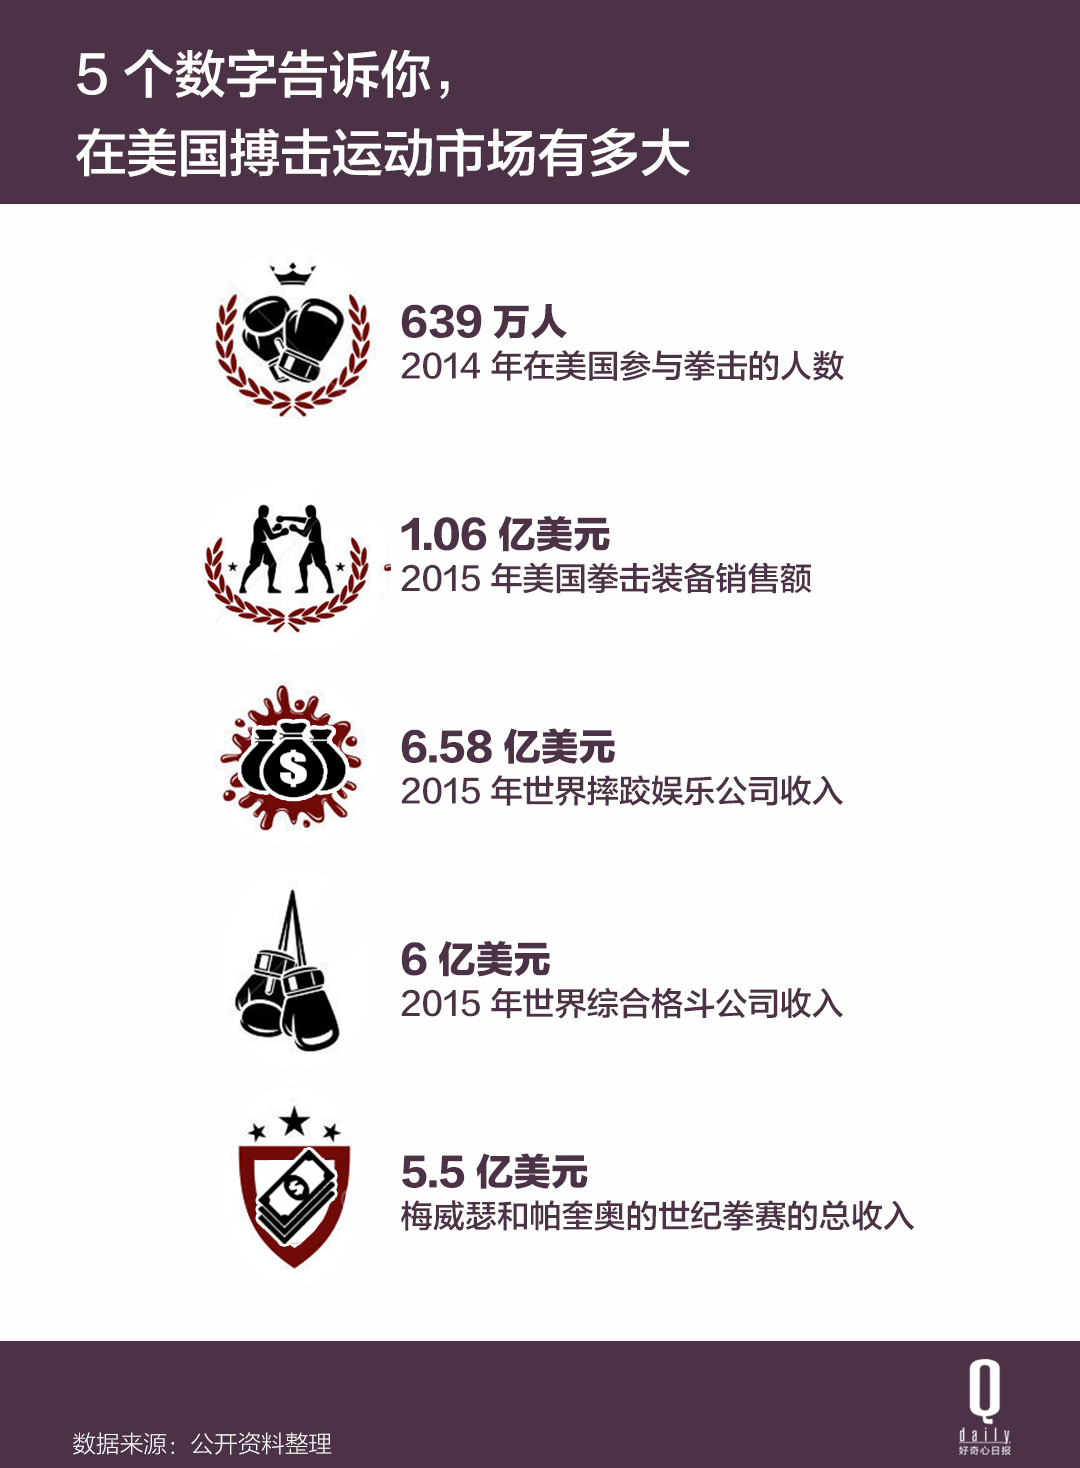 5 个数字告诉你，
在美国搏击运动市场有多大
639 万人
2014 年在美国参与拳击的人数
1.06 亿美元
2015 年美国拳击装备销售额
$
6.58 亿美元
2015 年世界摔跤娱乐公司收入
6 亿美元
2015 年世界综合格斗公司收入
$
5.5 亿美元
梅威瑟和帕奎奥的世纪拳赛的总收入
数据来源：公开资料整理
Q
daily
好奇心日报